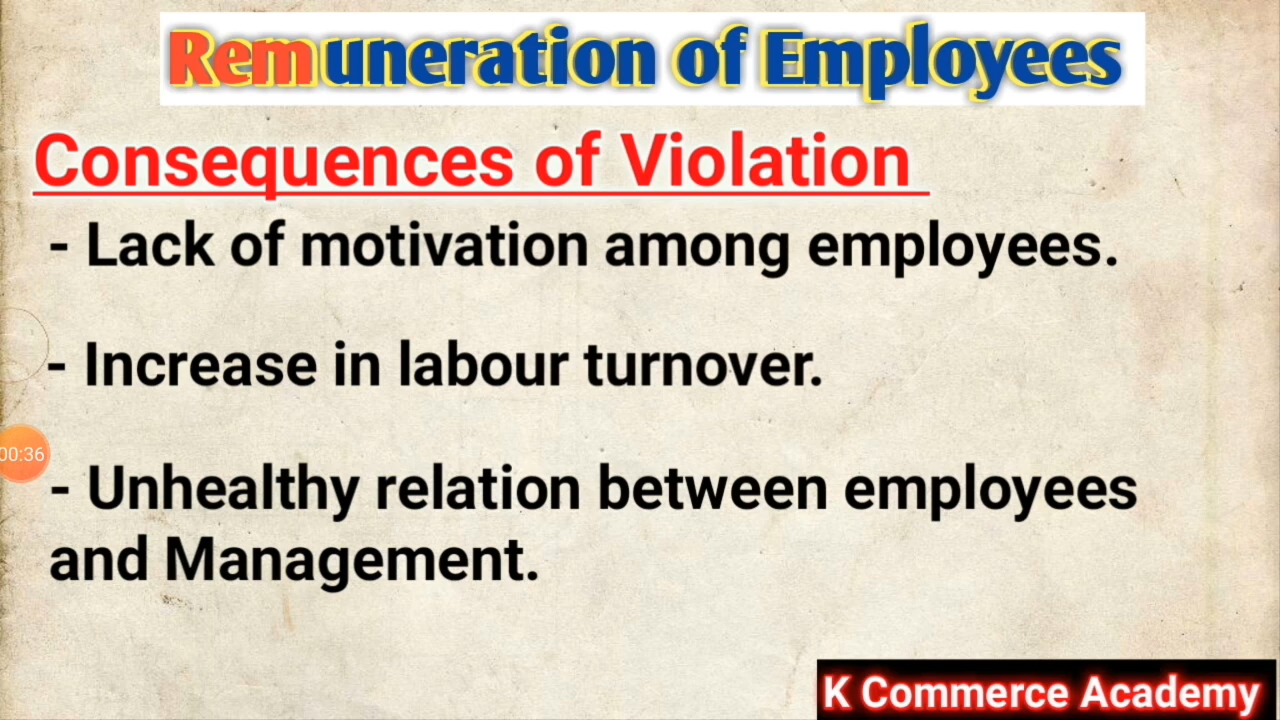 Remuneration of Employees
Consequences of Violation
- Lack of motivation among employees.
- Increase in labour turnover.
00:36
- Unhealthy relation between employees
and Management.
K Commerce Academy